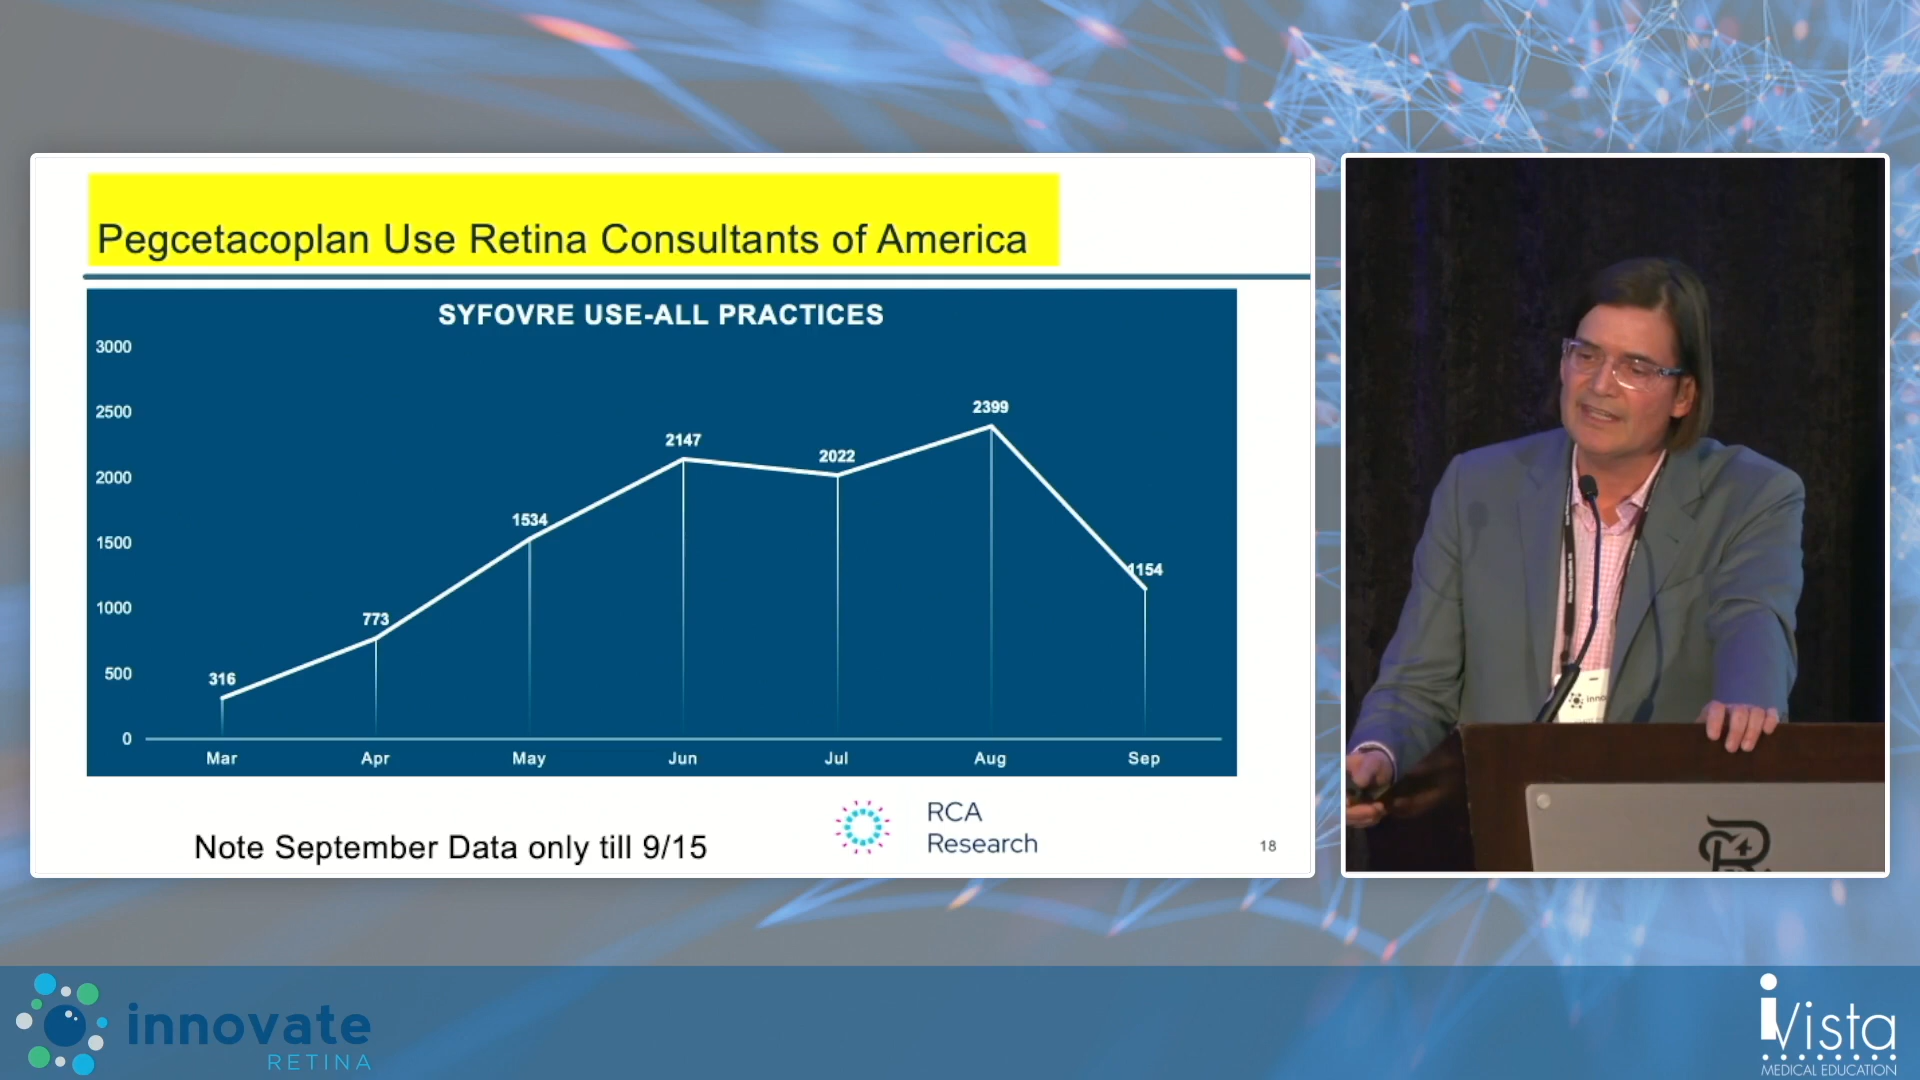 Pegcetacoplan Use Retina Consultants of America
SYFOVRE USE-ALL PRACTICES
3000
2500
2000
1500
1000
500
0
316
773
1534
2147
2022
2399
1154
Mar
Apr
May
Jun
Jul
Aug
Sep
Note September Data only till 9/15
RCA
Research
18
inno
innovate
RETINA
iVista
MEDICAL EDUCATION